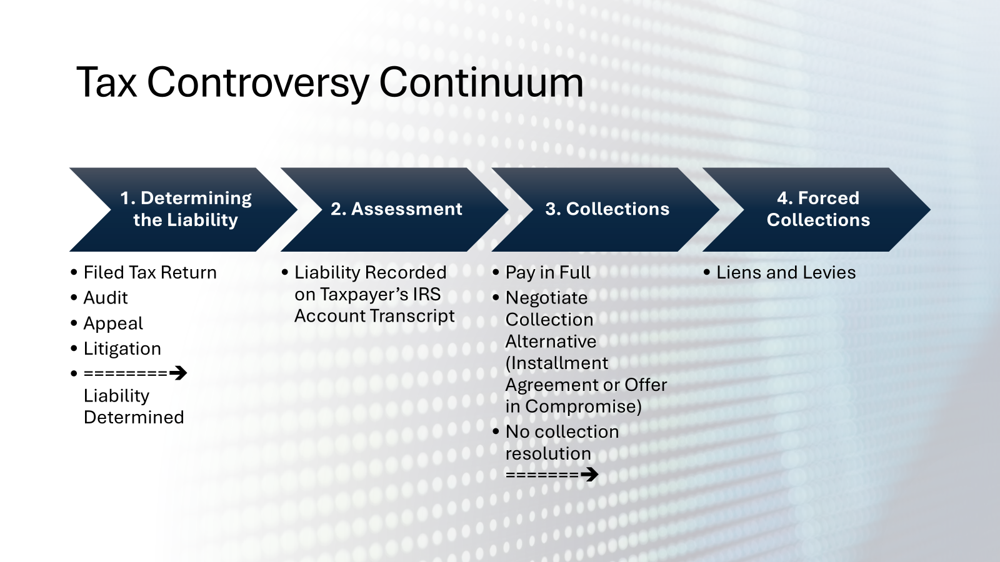 Tax Controversy Continuum
1. Determining
the Liability
• Filed Tax Return
• Audit
• Appeal
• Litigation
• ========➔
Liability
Determined
2. Assessment
• Liability Recorded
on Taxpayer’s IRS
Account Transcript
3. Collections
• Pay in Full
• Negotiate
Collection
Alternative
(Installment
Agreement or Offer
in Compromise)
• No collection
resolution
=======➔
4. Forced
Collections
• Liens and Levies